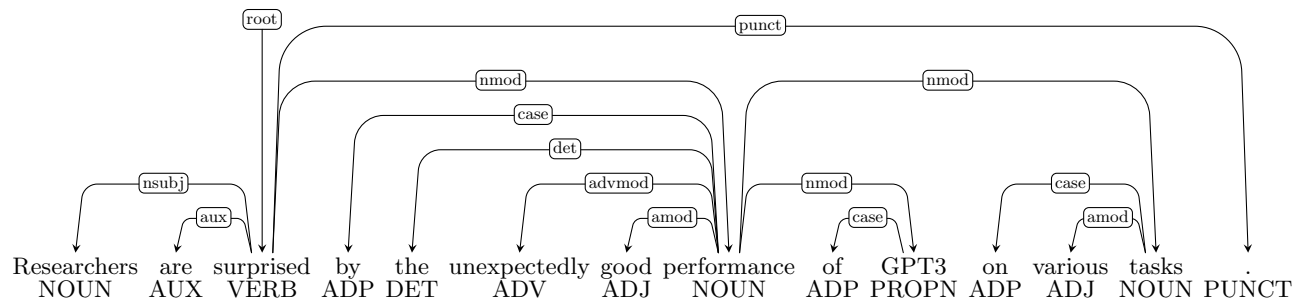 root
punct
nmod nmod
case
det
nsubj advmod nmod case
aux amod case amod
Researchers are surprised by the unexpectedly good performance of GPT3 on various tasks .
NOUN AUX VERB ADP DET ADV ADJ NOUN ADP PROPN ADP ADJ NOUN PUNCT